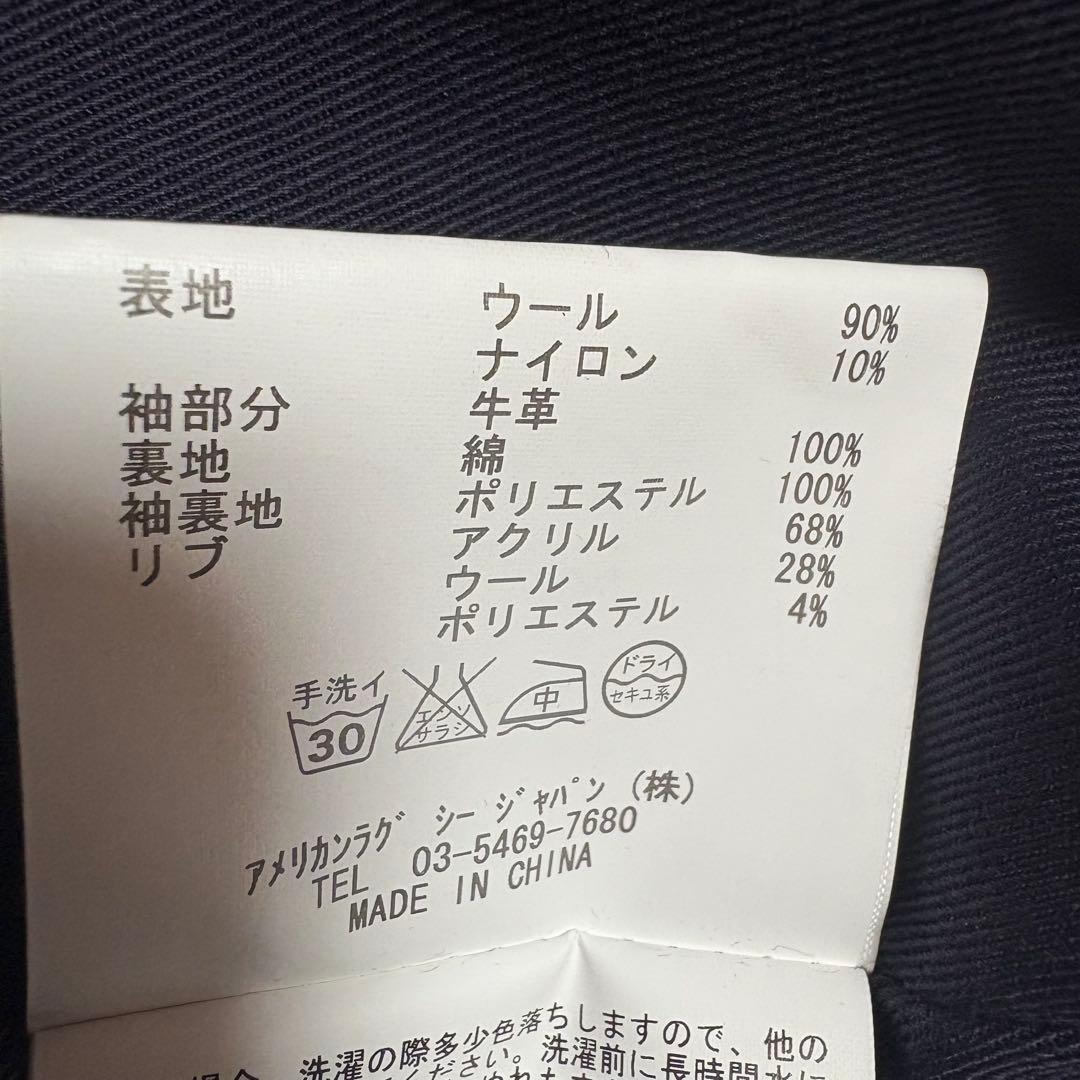 表地 ウール 90%
ナイロン 10%
袖部分 牛革
裏地 綿 100%
袖裏地 ポリエステル 100%
リブ アクリル 68%
ウール 28%
ポリエステル 4%
手洗イ 30 エンソ サラシ 中 ドライ セキユ系
アメリカンラグ シー ジャパン (株)
TEL 03-5469-7680
MADE IN CHINA
洗濯の際多少色落ちしますので、他の
ください。洗濯前に長時間水に